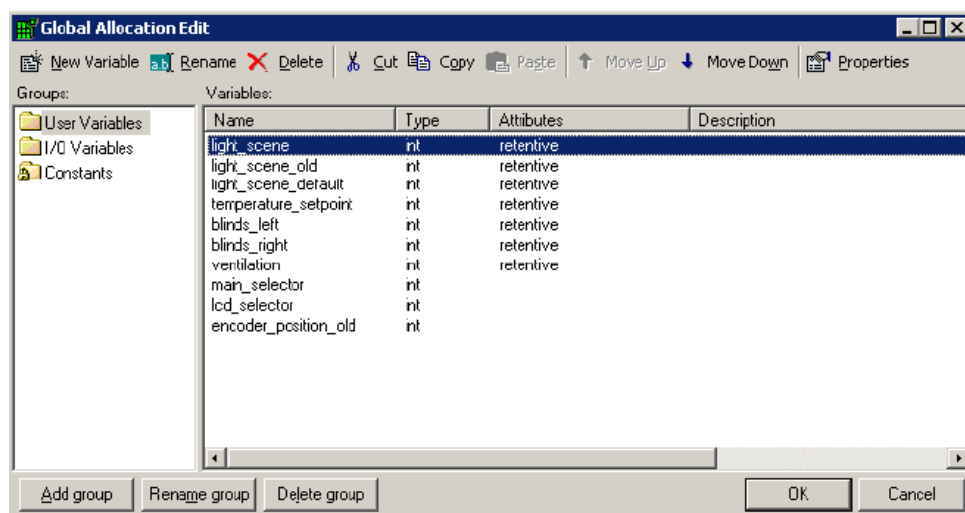 Global Allocation Edit
New Variable Rename Delete Cut Copy Paste Move Up Move Down Properties
Groups: Variables:
User Variables
I/O Variables
Constants
Name Type Attributes Description
light_scene int retentive
light_scene_old int retentive
light_scene_default int retentive
temperature_setpoint int retentive
blinds_left int retentive
blinds_right int retentive
ventilation int retentive
main_selector int
lcd_selector int
encoder_position_old int
Add group Rename group Delete group OK Cancel